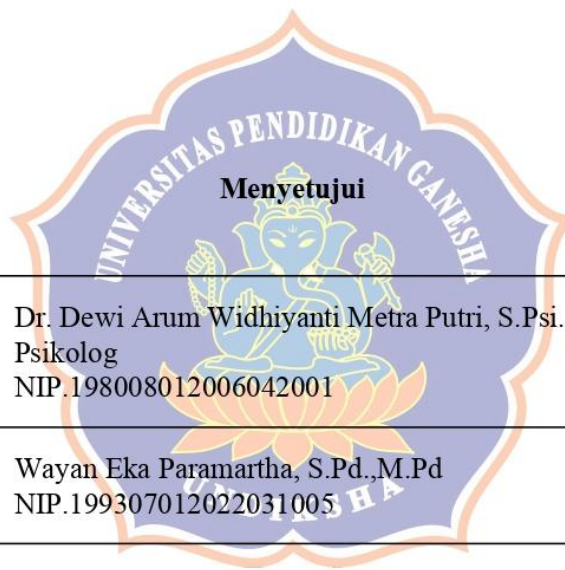 UNIVERSITAS PENDIDIKAN GANESHA
Menyetujui
Dr. Dewi Arum Widhiyanti Metra Putri, S.Psi.
Psikolog
NIP.198008012006042001
Wayan Eka Paramartha, S.Pd.,M.Pd
NIP.199307012022031005
UNDIKSHA